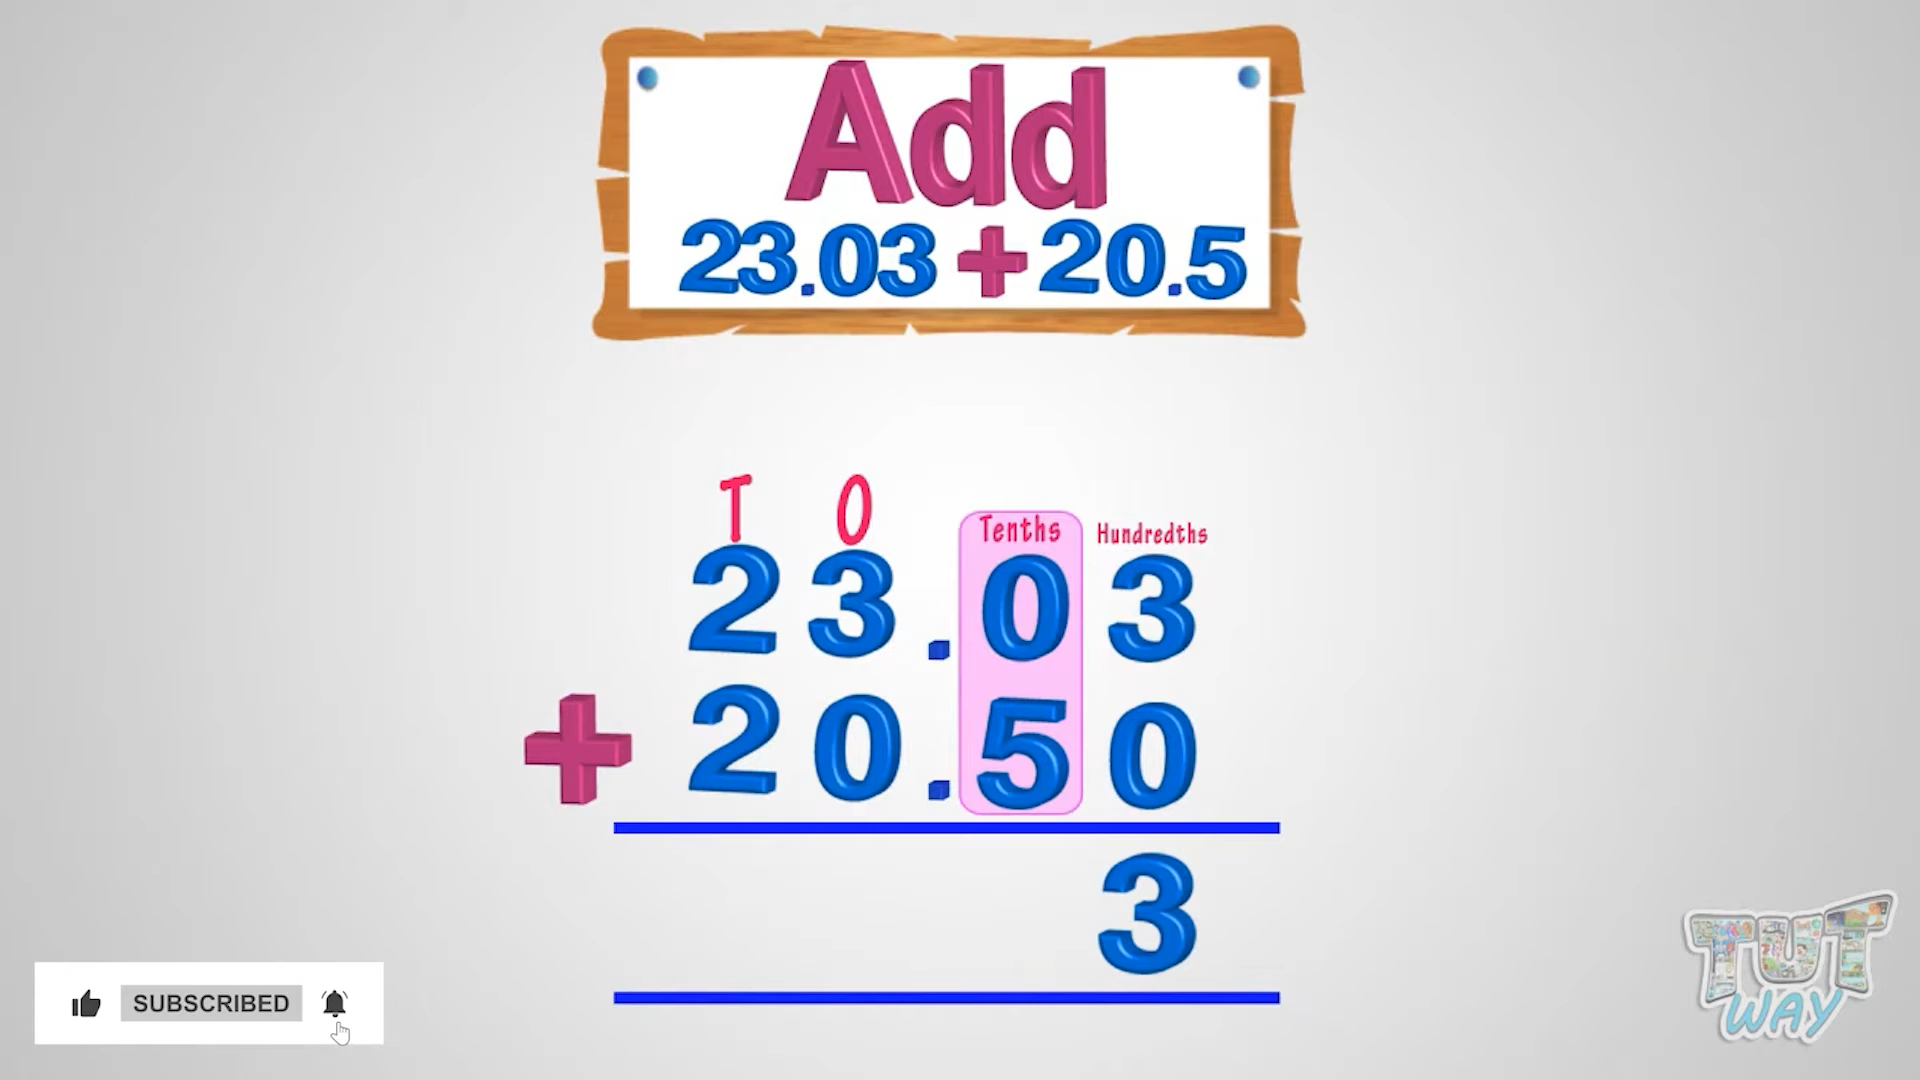 Add
23.03+20.5
T O Tenths Hundredths
23.03
+ 20.50
3
SUBSCRIBED
TUT
WAY